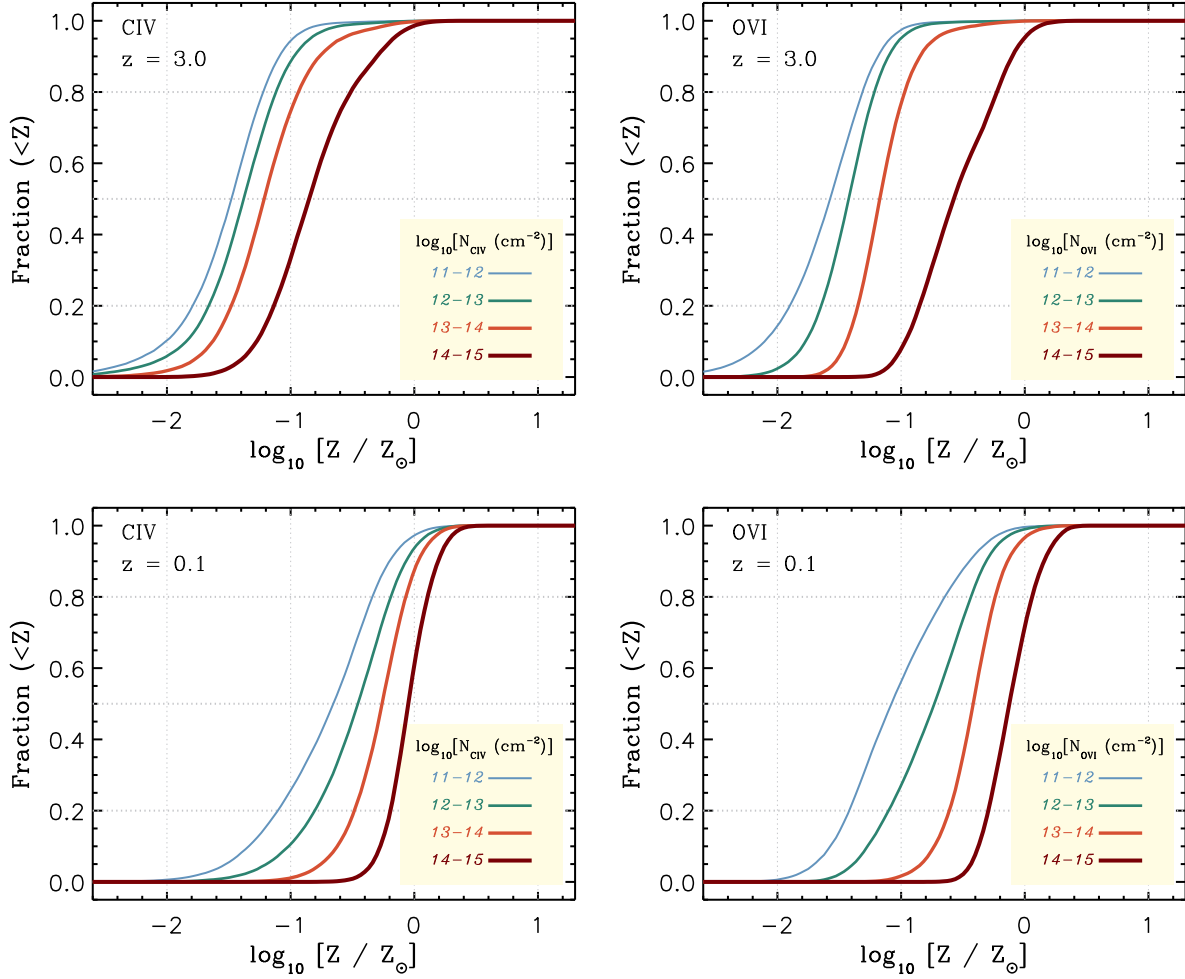 CIV
z = 3.0
Fraction (<Z)
1.0
0.8
0.6
0.4
0.2
0.0
−2
−1
0
1
log₁₀ [Z / Z⊙]
log₁₀[N_CIV (cm⁻²)]
11−12
12−13
13−14
14−15
OVI
z = 3.0
Fraction (<Z)
1.0
0.8
0.6
0.4
0.2
0.0
−2
−1
0
1
log₁₀ [Z / Z⊙]
log₁₀[N_OVI (cm⁻²)]
11−12
12−13
13−14
14−15
CIV
z = 0.1
Fraction (<Z)
1.0
0.8
0.6
0.4
0.2
0.0
−2
−1
0
1
log₁₀ [Z / Z⊙]
log₁₀[N_CIV (cm⁻²)]
11−12
12−13
13−14
14−15
OVI
z = 0.1
Fraction (<Z)
1.0
0.8
0.6
0.4
0.2
0.0
−2
−1
0
1
log₁₀ [Z / Z⊙]
log₁₀[N_OVI (cm⁻²)]
11−12
12−13
13−14
14−15